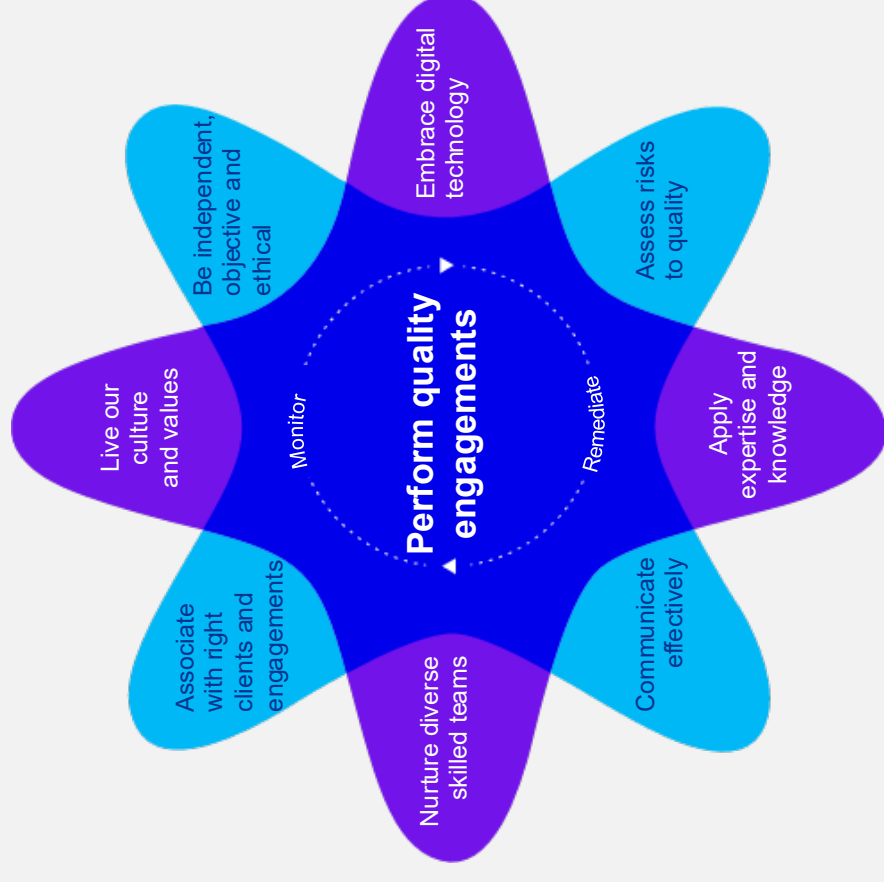 Live our
culture
and values
Be independent,
objective and
ethical
Embrace digital
technology
Assess risks
to quality
Apply
expertise and
knowledge
Communicate
effectively
Nurture diverse
skilled teams
Associate
with right
clients and
engagements
Monitor
Perform quality
engagements
Remediate